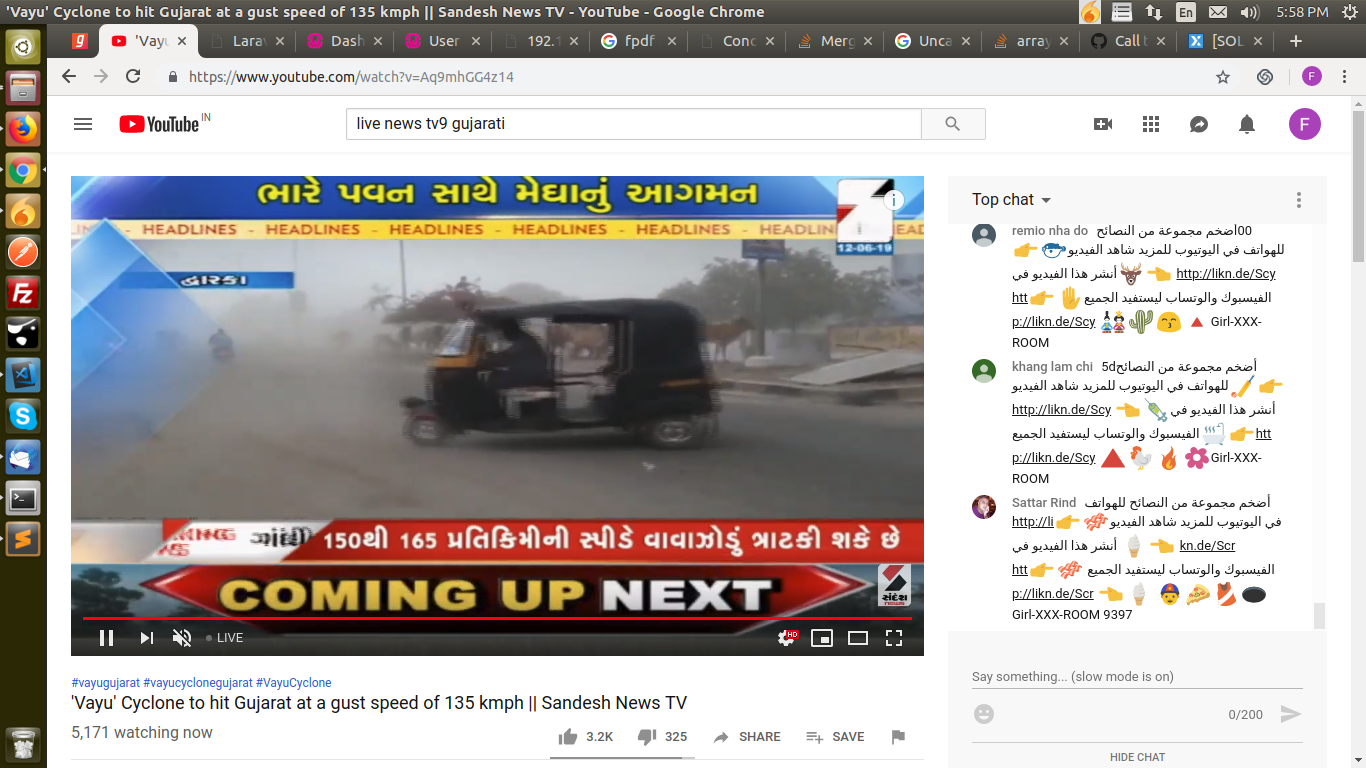 'Vayu' Cyclone to hit Gujarat at a gust speed of 135 kmph || Sandesh News TV - YouTube - Google Chrome
En
5:58 PM
'Vayu
Larav
Dash
User
192.1
fpdf
Conc
Merg
Unca
array
Call t
[SOL
https://www.youtube.com/watch?v=Aq9mhGG4z14
F
YouTube IN
live news tv9 gujarati
F
ભારે પવન સાથે મેઘાનું આગમન
LINES - HEADLINES - HEADLINES - HEADLINES - HEADLINES - HEADLINES - HEAD
12-06-19
દ્વારકા
150થી 165 પ્રતિકિમીની સ્પીડે વાવાઝોડું ત્રાટકી શકે છે
COMING UP NEXT
સંદેશ
news
LIVE
HD
#vayugujarat #vayucyclonegujarat #VayuCyclone
'Vayu' Cyclone to hit Gujarat at a gust speed of 135 kmph || Sandesh News TV
5,171 watching now
3.2K
325
SHARE
SAVE
Top chat
remio nha do 00اضخم مجموعة من النصائح
للهواتف في اليوتيوب للمزيد شاهد الفيديو
http://likn.de/Scy أنشر هذا الفيديو في
الفيسبوك والوتساب ليستفيد الجميع htt
p://likn.de/Scy Girl-XXX-
ROOM
khang lam chi 5dأضخم مجموعة من النصائح
للهواتف في اليوتيوب للمزيد شاهد الفيديو
http://likn.de/Scy أنشر هذا الفيديو في
الفيسبوك والوتساب ليستفيد الجميع htt
p://likn.de/Scy Girl-XXX-
ROOM
Sattar Rind أضخم مجموعة من النصائح للهواتف
في اليوتيوب للمزيد شاهد الفيديو http://li
kn.de/Scr أنشر هذا الفيديو في
الفيسبوك والوتساب ليستفيد الجميع htt
p://likn.de/Scr
Girl-XXX-ROOM 9397
Say something... (slow mode is on)
0/200
HIDE CHAT